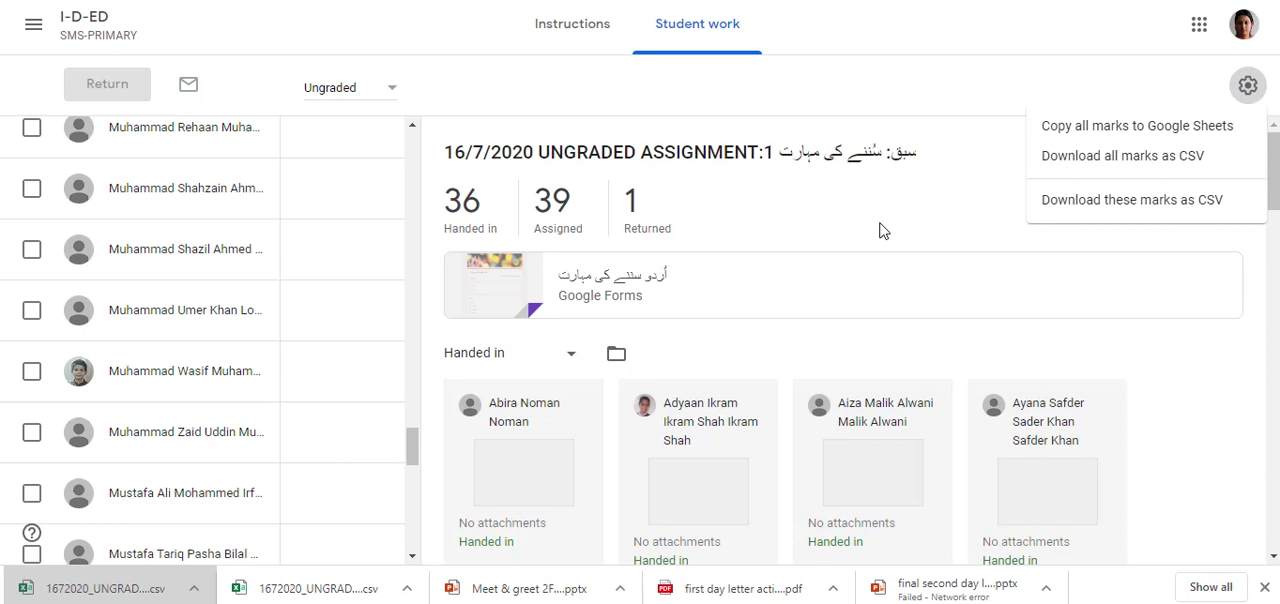 I-D-ED
SMS-PRIMARY
Instructions
Student work
Return
Ungraded
Copy all marks to Google Sheets
Download all marks as CSV
Download these marks as CSV
Muhammad Rehaan Muha...
Muhammad Shahzain Ahm...
Muhammad Shazil Ahmed ...
Muhammad Umer Khan Lo...
Muhammad Wasif Muham...
Muhammad Zaid Uddin Mu...
Mustafa Ali Mohammed Irf...
Mustafa Tariq Pasha Bilal ...
16/7/2020 UNGRADED ASSIGNMENT:1 سبق: سُننے کی مہارت
36
Handed in
39
Assigned
1
Returned
اُردو سننے کی مہارت
Google Forms
Handed in
Abira Noman
Noman
No attachments
Handed in
Adyaan Ikram
Ikram Shah Ikram
Shah
No attachments
Handed in
Aiza Malik Alwani
Malik Alwani
No attachments
Handed in
Ayana Safder
Sader Khan
Safder Khan
No attachments
Handed in
1672020_UNGRAD....csv
1672020_UNGRAD....csv
Meet & greet 2F....pptx
PDF
first day letter acti....pdf
final second day l....pptx
Failed - Network error
Show all